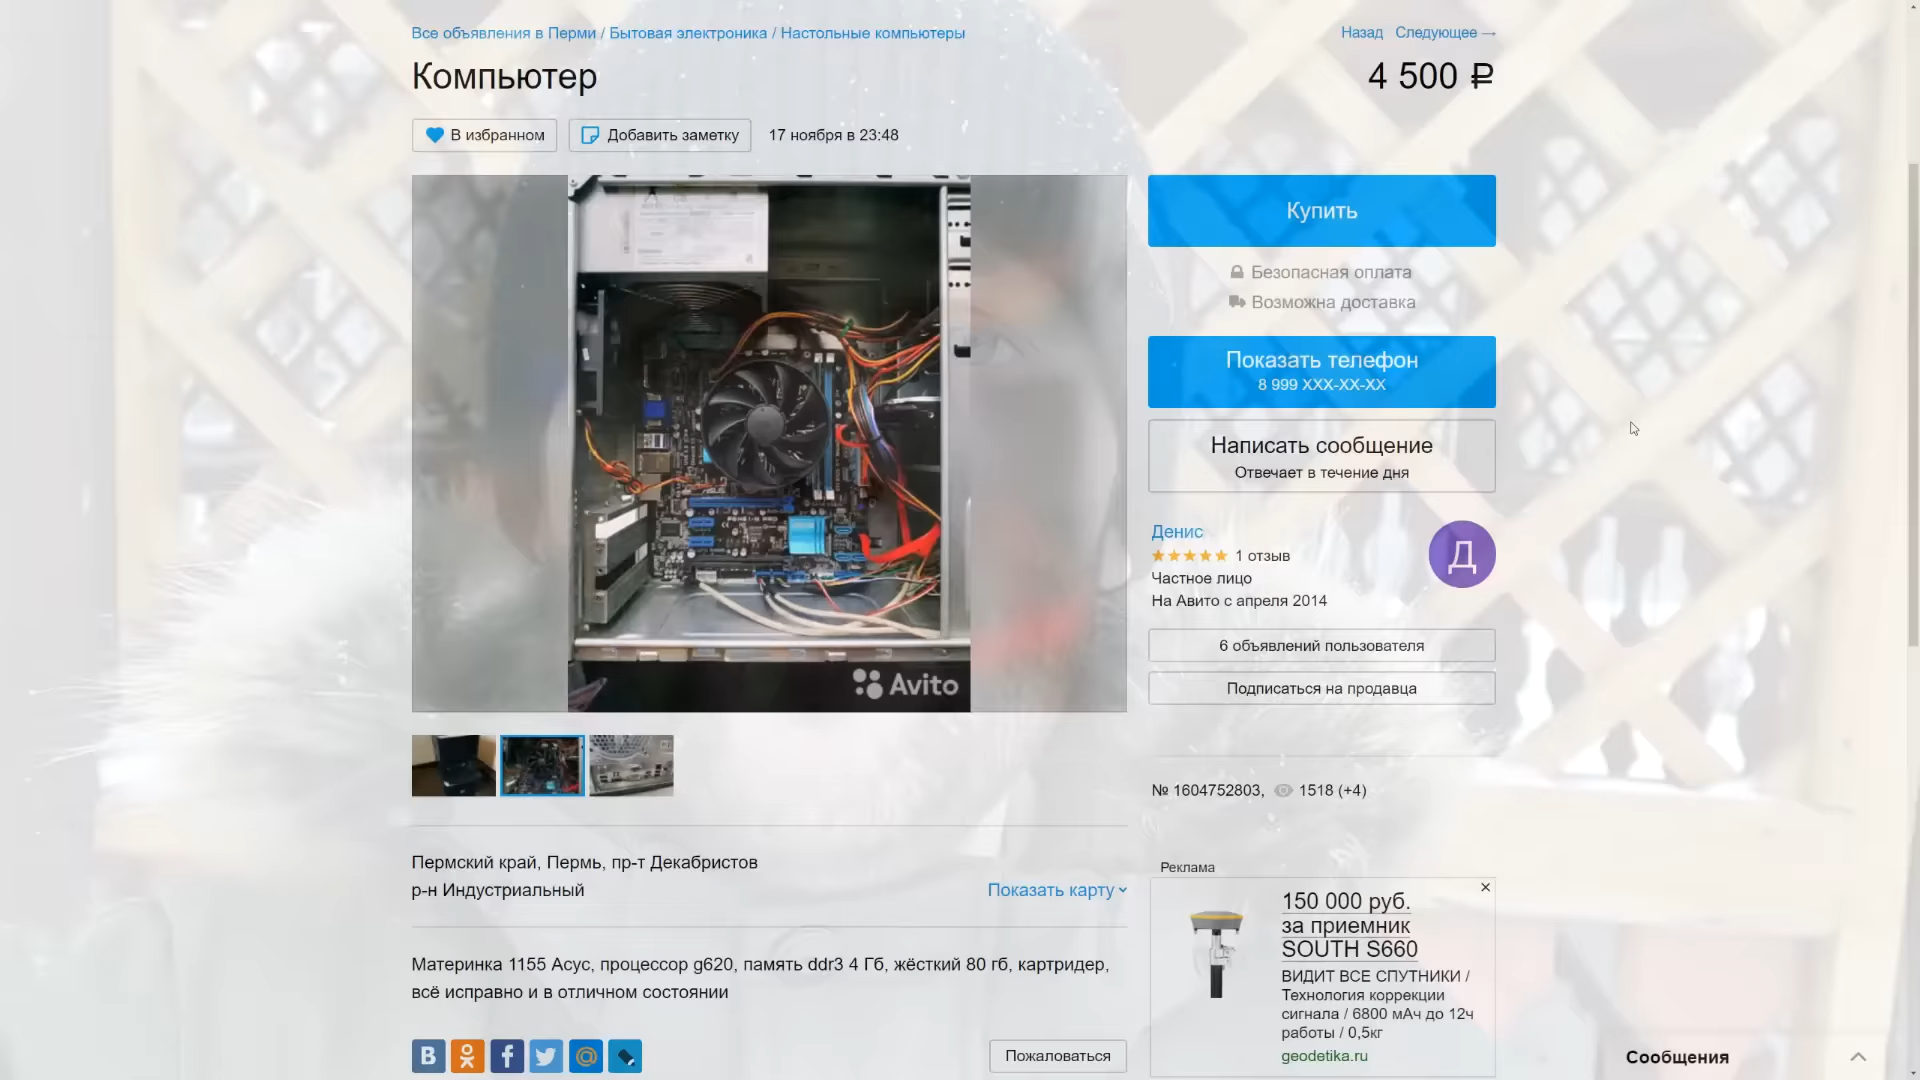 Все объявления в Перми / Бытовая электроника / Настольные компьютеры
Назад Следующее →
Компьютер
4 500 ₽
В избранном
Добавить заметку
17 ноября в 23:48
Купить
Безопасная оплата
Возможна доставка
Показать телефон
8 999 XXX-XX-XX
Написать сообщение
Отвечает в течение дня
Денис
1 отзыв
Частное лицо
На Авито с апреля 2014
Д
6 объявлений пользователя
Подписаться на продавца
Avito
№ 1604752803, 1518 (+4)
Пермский край, Пермь, пр-т Декабристов
р-н Индустриальный
Показать карту
Материнка 1155 Асус, процессор g620, память ddr3 4 Гб, жёсткий 80 гб, картридер,
всё исправно и в отличном состоянии
Пожаловаться
Реклама
150 000 руб.
за приемник
SOUTH S660
ВИДИТ ВСЕ СПУТНИКИ /
Технология коррекции
сигнала / 6800 мАч до 12ч
работы / 0,5кг
geodetika.ru
Сообщения